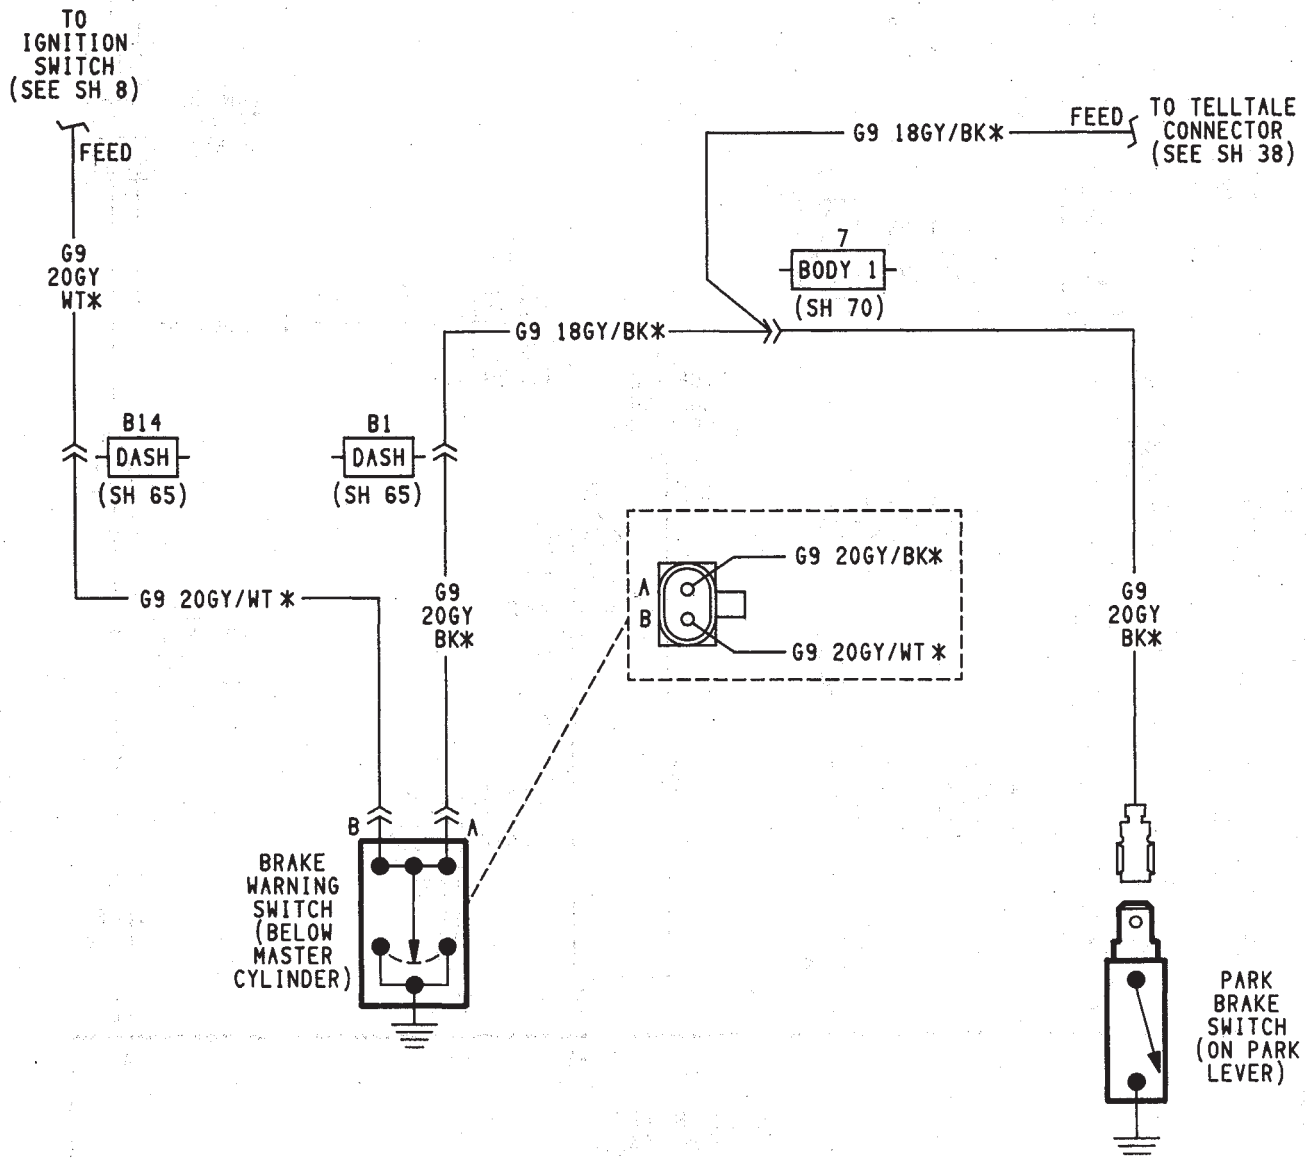 TO
IGNITION
SWITCH
(SEE SH 8)
FEED
G9 18GY/BK*
FEED
TO TELLTALE
CONNECTOR
(SEE SH 38)
G9
20GY
WT*
7
BODY 1
(SH 70)
G9 18GY/BK*
B14
DASH
(SH 65)
B1
DASH
(SH 65)
G9 20GY/WT *
G9
20GY
BK*
A
B
G9 20GY/BK*
G9 20GY/WT *
G9
20GY
BK*
B
A
BRAKE
WARNING
SWITCH
(BELOW
MASTER
CYLINDER)
PARK
BRAKE
SWITCH
(ON PARK
LEVER)